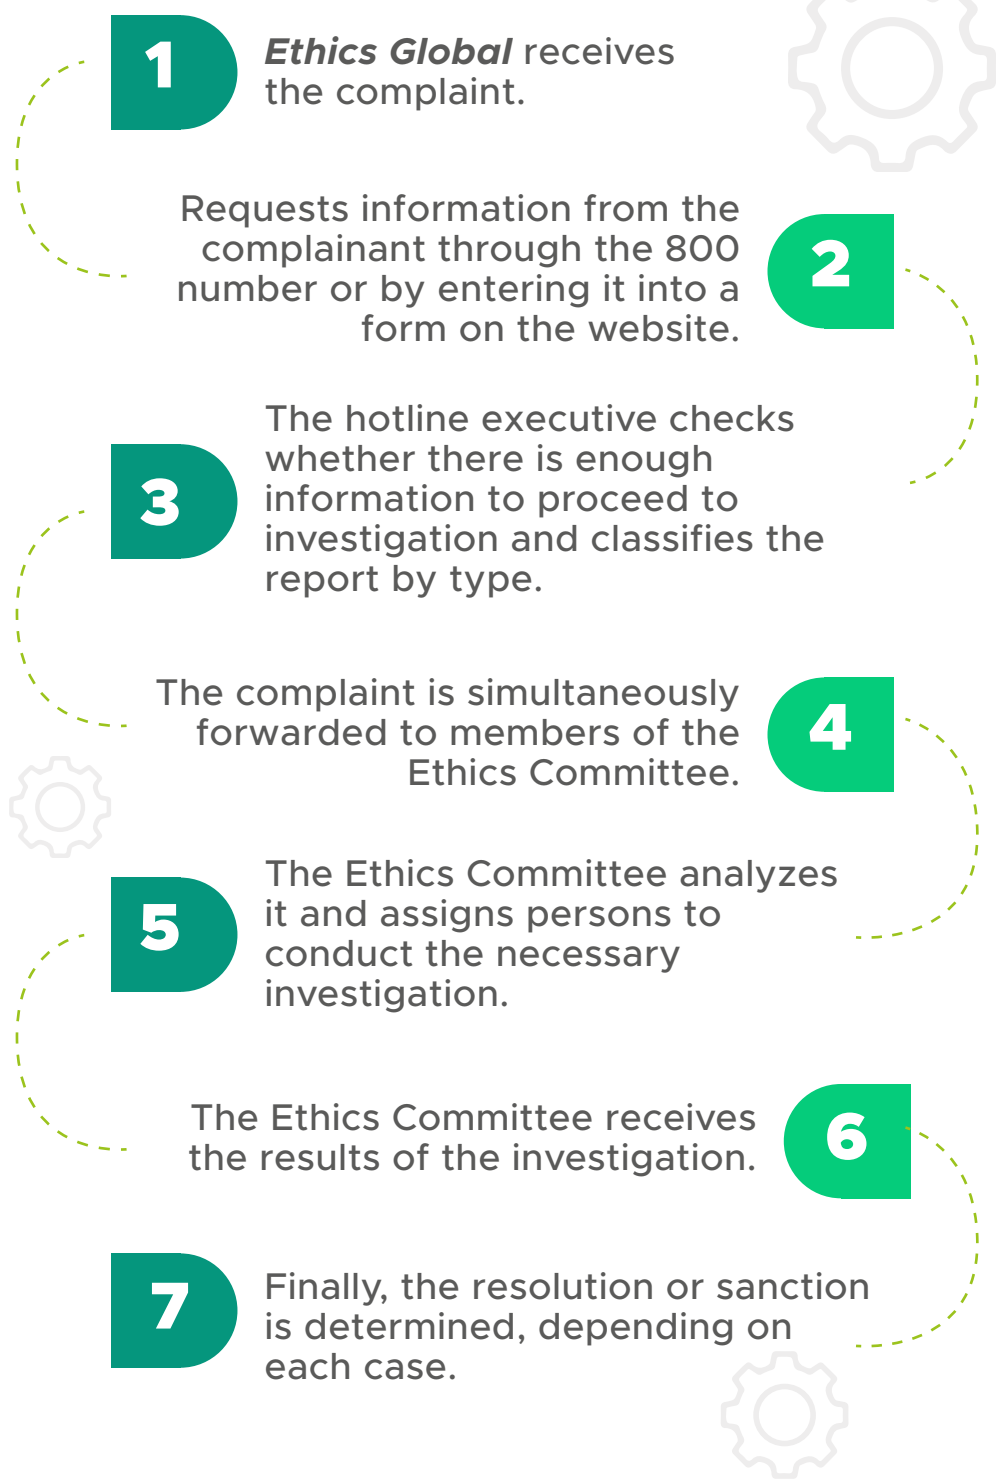 1
Ethics Global receives
the complaint.
Requests information from the
complainant through the 800
number or by entering it into a
form on the website.
2
The hotline executive checks
whether there is enough
information to proceed to
investigation and classifies the
report by type.
3
The complaint is simultaneously
forwarded to members of the
Ethics Committee.
4
The Ethics Committee analyzes
it and assigns persons to
conduct the necessary
investigation.
5
The Ethics Committee receives
the results of the investigation.
6
7
Finally, the resolution or sanction
is determined, depending on
each case.